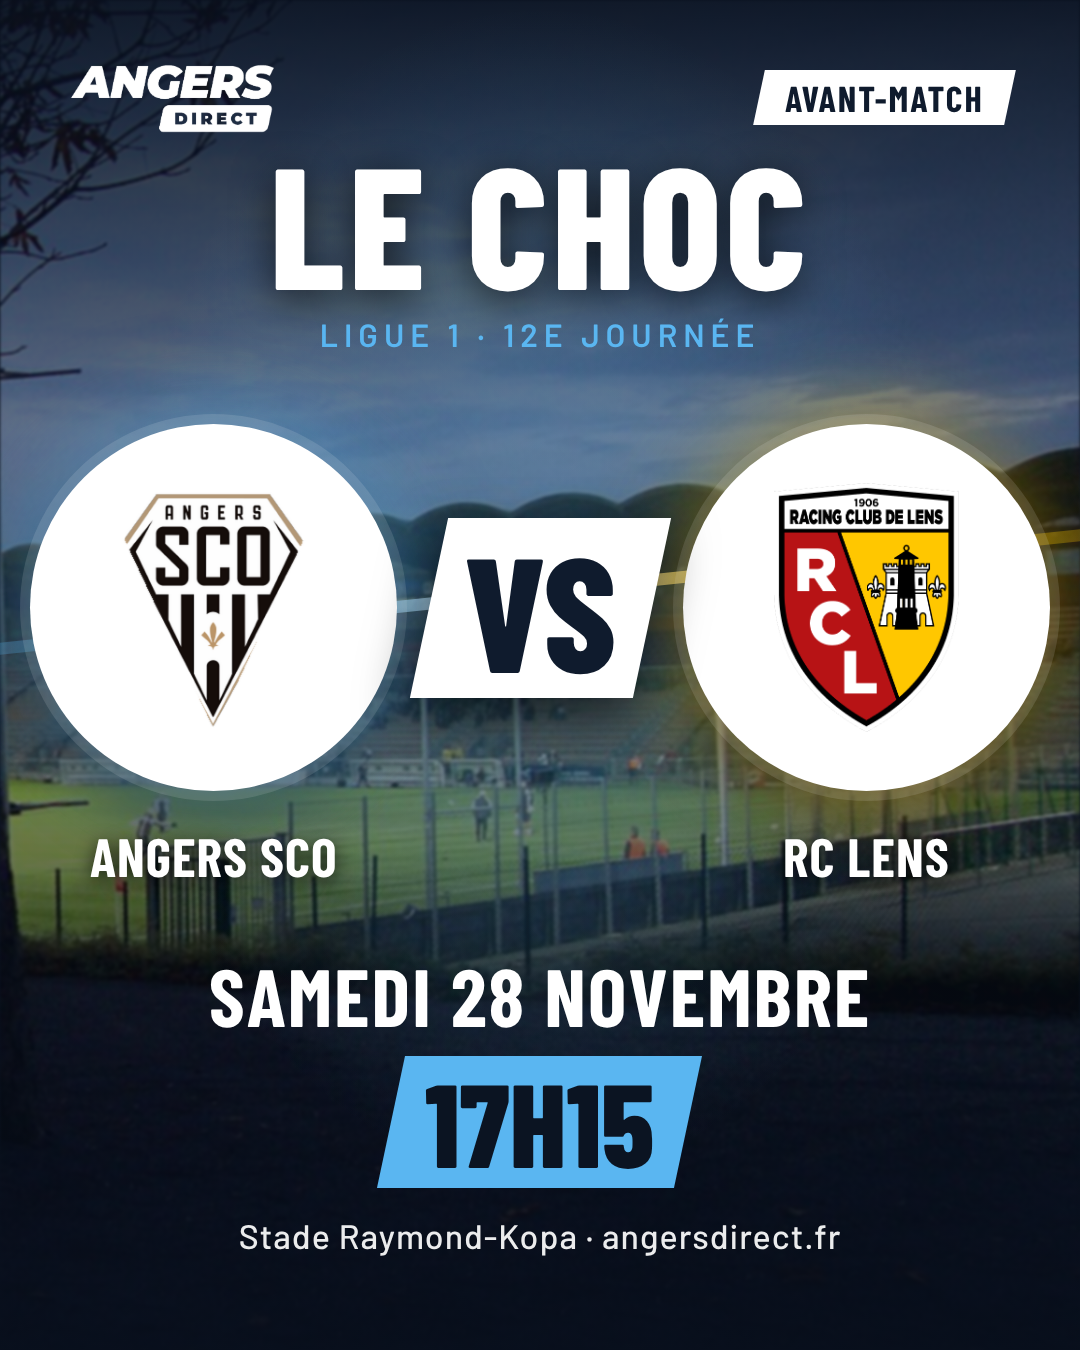 ANGERS
DIRECT
AVANT-MATCH
LE CHOC
LIGUE 1 · 12E JOURNÉE
ANGERS
SCO
VS
1906
RACING CLUB DE LENS
R
C
L
ANGERS SCO
RC LENS
SAMEDI 28 NOVEMBRE
17H15
Stade Raymond-Kopa · angersdirect.fr